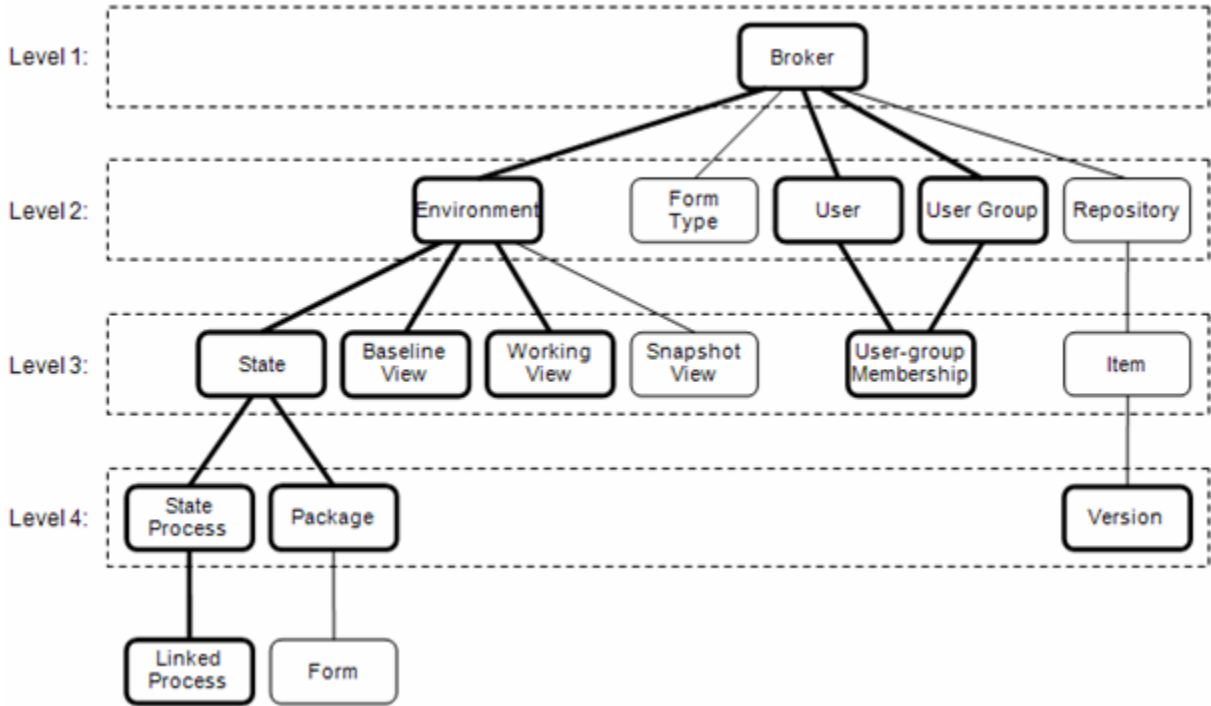 Level 1:
Broker
Level 2:
Environment
Form
Type
User
User Group
Repository
Level 3:
State
Baseline
View
Working
View
Snapshot
View
User-group
Membership
Item
Level 4:
State
Process
Package
Version
Linked
Process
Form